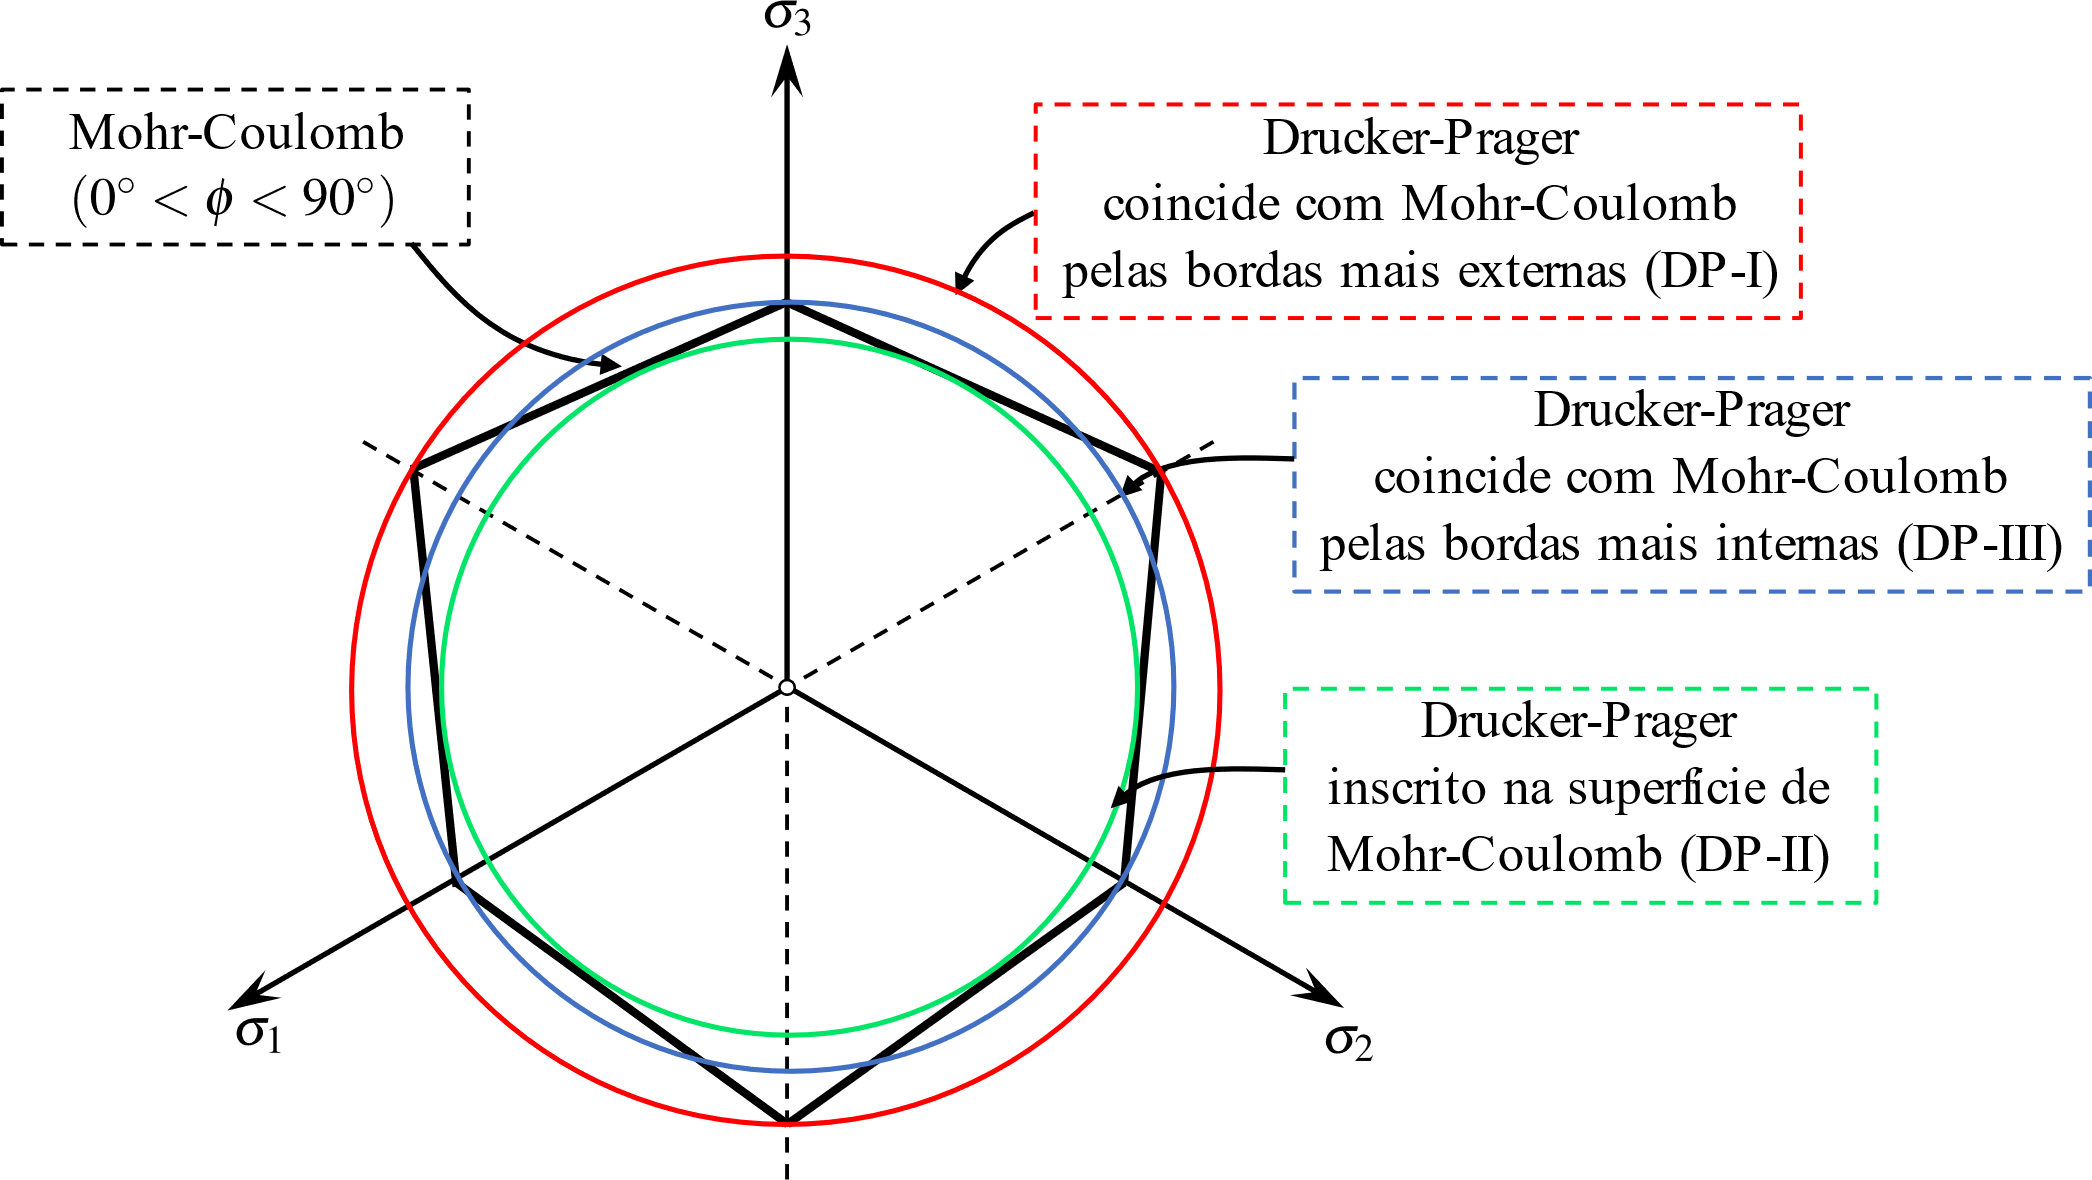 σ3
Mohr-Coulomb
(0° < ϕ < 90°)
Drucker-Prager
coincide com Mohr-Coulomb
pelas bordas mais externas (DP-I)
Drucker-Prager
coincide com Mohr-Coulomb
pelas bordas mais internas (DP-III)
Drucker-Prager
inscrito na superfície de
Mohr-Coulomb (DP-II)
σ1
σ2